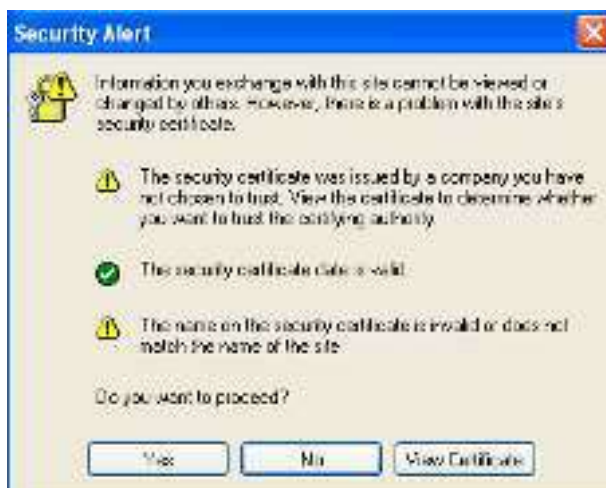 Security Alert
Information you exchange with this site cannot be viewed or
changed by others. However, there is a problem with the site's
security certificate.
The security certificate was issued by a company you have
not chosen to trust. View the certificate to determine whether
you want to trust the certifying authority.
The security certificate date is valid.
The name on the security certificate is invalid or does not
match the name of the site
Do you want to proceed?
Yes
No
View Certificate